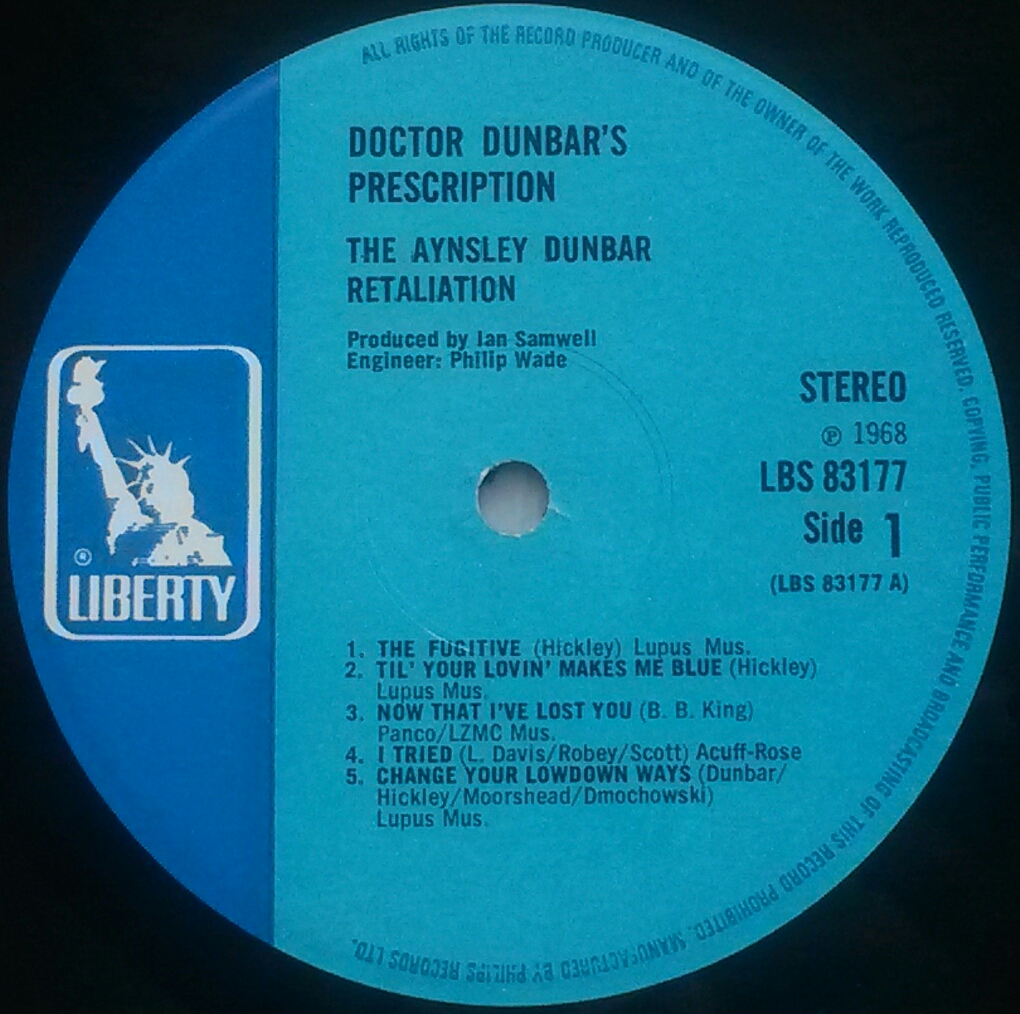 ALL RIGHTS OF THE RECORD PRODUCER AND OF THE OWNER OF THE WORK REPRODUCED RESERVED. COPYING, PUBLIC PERFORMANCE AND BROADCASTING OF THIS RECORD PROHIBITED. MANUFACTURED BY PHILIPS RECORDS LTD.
DOCTOR DUNBAR'S
PRESCRIPTION
THE AYNSLEY DUNBAR
RETALIATION
Produced by Ian Samwell
Engineer: Philip Wade
STEREO
℗ 1968
LBS 83177
Side 1
(LBS 83177 A)
®
LIBERTY
1. THE FUGITIVE (Hickley) Lupus Mus.
2. TIL' YOUR LOVIN' MAKES ME BLUE (Hickley)
Lupus Mus.
3. NOW THAT I'VE LOST YOU (B. B. King)
Panco/LZMC Mus.
4. I TRIED (L. Davis/Robey/Scott) Acuff-Rose
5. CHANGE YOUR LOWDOWN WAYS (Dunbar/
Hickley/Moorshead/Dmochowski)
Lupus Mus.